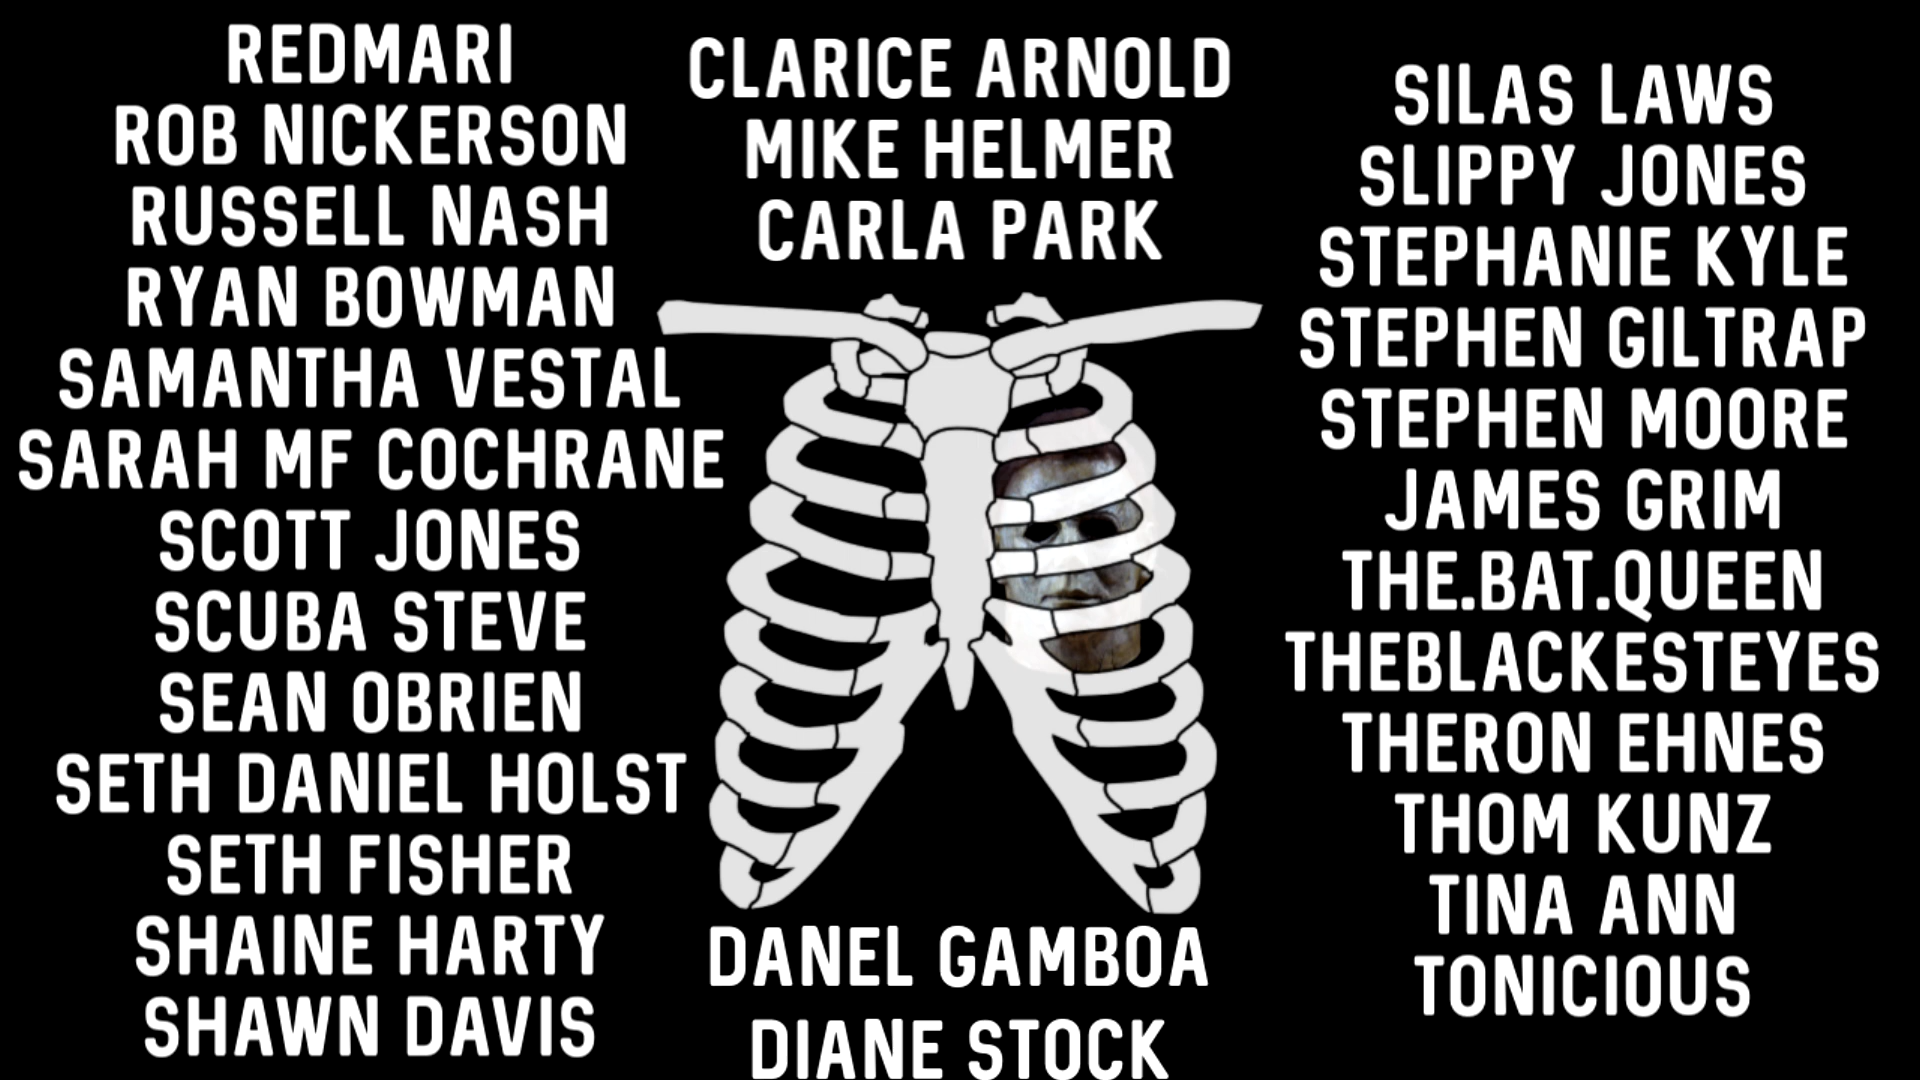 REDMARI
ROB NICKERSON
RUSSELL NASH
RYAN BOWMAN
SAMANTHA VESTAL
SARAH MF COCHRANE
SCOTT JONES
SCUBA STEVE
SEAN OBRIEN
SETH DANIEL HOLST
SETH FISHER
SHAINE HARTY
SHAWN DAVIS
CLARICE ARNOLD
MIKE HELMER
CARLA PARK
DANEL GAMBOA
DIANE STOCK
SILAS LAWS
SLIPPY JONES
STEPHANIE KYLE
STEPHEN GILTRAP
STEPHEN MOORE
JAMES GRIM
THE.BAT.QUEEN
THEBLACKESTEYES
THERON EHNES
THOM KUNZ
TINA ANN
TONICIOUS